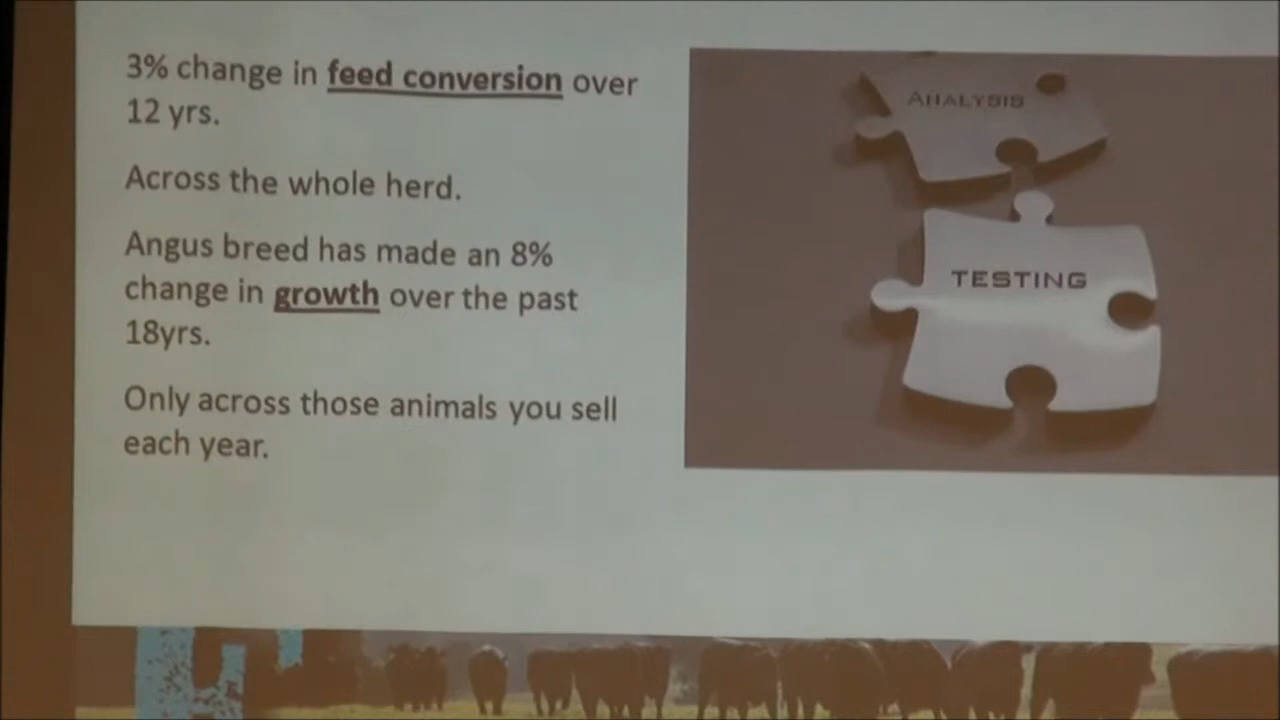 3% change in feed conversion over
12 yrs.
Across the whole herd.
Angus breed has made an 8%
change in growth over the past
18yrs.
Only across those animals you sell
each year.
ANALYSIS
TESTING